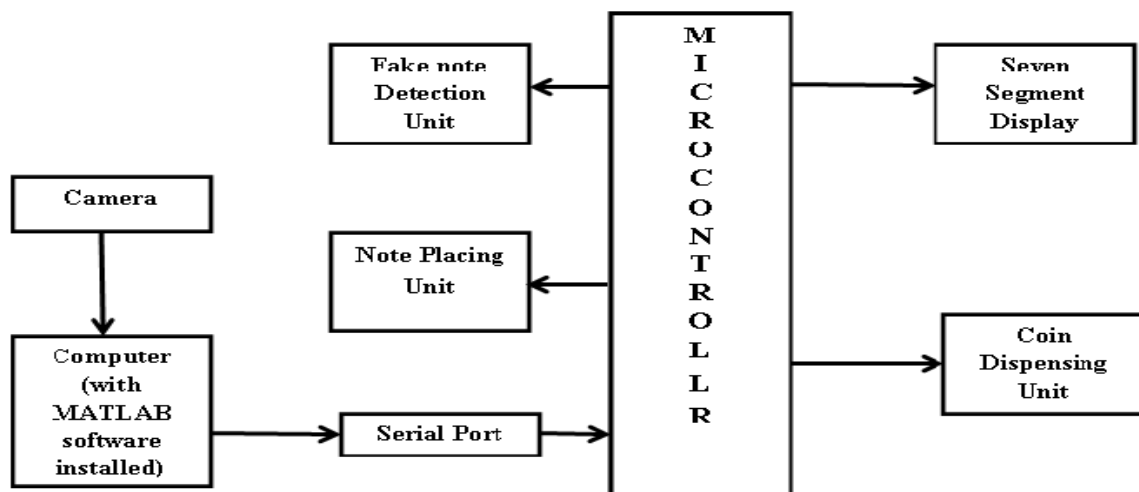 Fake note
Detection
Unit
M
I
C
R
O
C
O
N
T
R
O
L
L
R
Seven
Segment
Display
Camera
Note Placing
Unit
Computer
(with
MATLAB
software
installed)
Serial Port
Coin
Dispensing
Unit